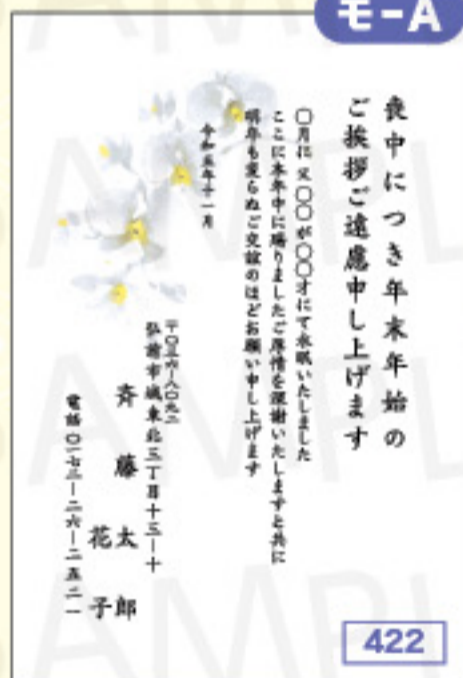 モ-A
喪中につき年末年始の
ご挨拶ご遠慮申し上げます
〇月に 父 〇〇 が〇〇才にて永眠いたしました
ここに本年中に賜りましたご厚情を深謝いたしますと共に
明年も変らぬご交誼のほどお願い申し上げます
令和五年十一月
〒〇三六-八〇九二
弘前市城東北三丁目十三-十
斉藤太郎
花子
電話 〇一七二-二六-二五二一
422